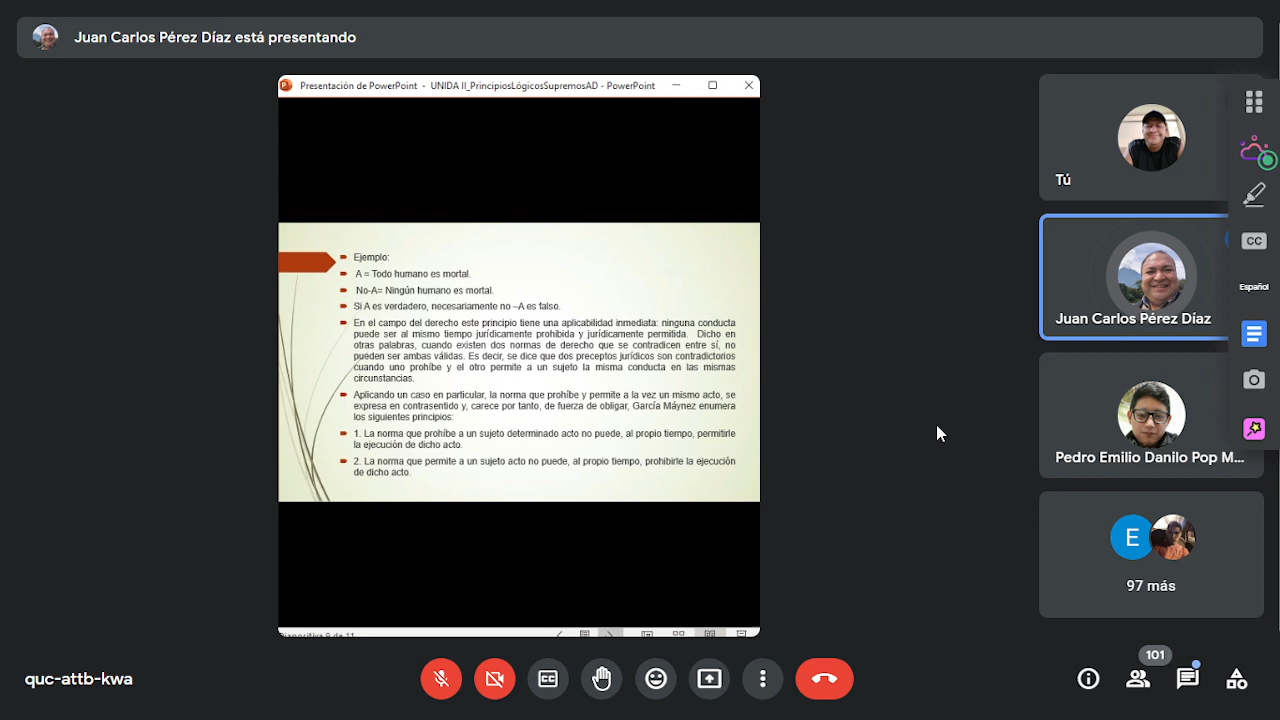 Juan Carlos Pérez Díaz está presentando
Presentación de PowerPoint - UNIDA II_PrincipiosLógicosSupremosAD - PowerPoint
Ejemplo:
A = Todo humano es mortal.
No-A= Ningún humano es mortal.
Si A es verdadero, necesariamente no –A es falso.
En el campo del derecho este principio tiene una aplicabilidad inmediata: ninguna conducta
puede ser al mismo tiempo jurídicamente prohibida y jurídicamente permitida. Dicho en
otras palabras, cuando existen dos normas de derecho que se contradicen entre sí, no
pueden ser ambas válidas. Es decir, se dice que dos preceptos jurídicos son contradictorios
cuando uno prohíbe y el otro permite a un sujeto la misma conducta en las mismas
circunstancias.
Aplicando un caso en particular, la norma que prohíbe y permite a la vez un mismo acto, se
expresa en contrasentido y, carece por tanto, de fuerza de obligar, García Máynez enumera
los siguientes principios:
1. La norma que prohíbe a un sujeto determinado acto no puede, al propio tiempo, permitirle
la ejecución de dicho acto.
2. La norma que permite a un sujeto acto no puede, al propio tiempo, prohibirle la ejecución
de dicho acto.
Diapositiva 9 de 11
Tú
CC
Español
Juan Carlos Pérez Díaz
Pedro Emilio Danilo Pop M...
E
97 más
quc-attb-kwa
101